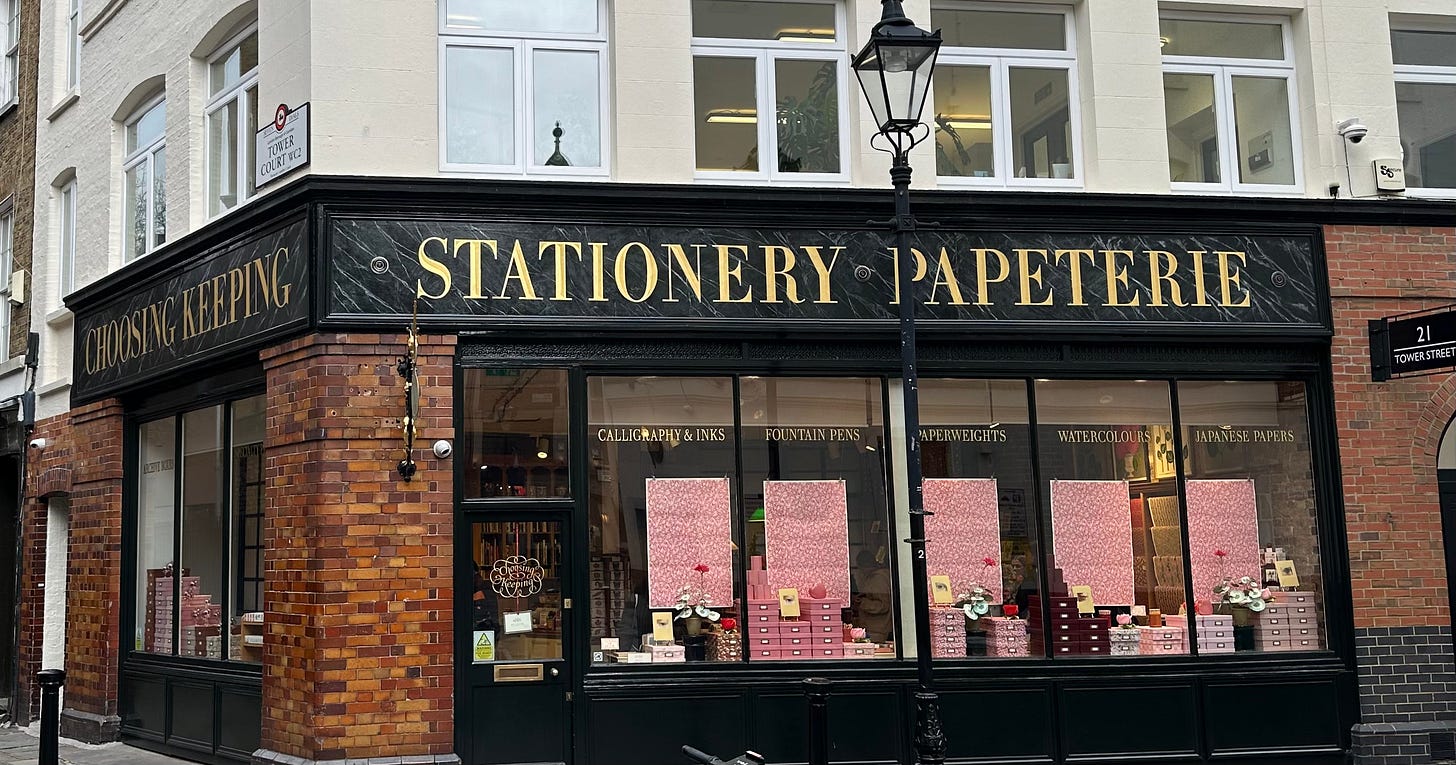 TOWER
COURT WC2
CHOOSING KEEPING
STATIONERY PAPETERIE
21
TOWER STREET
CALLIGRAPHY & INKS
FOUNTAIN PENS
PAPERWEIGHTS
WATERCOLOURS
JAPANESE PAPERS
Choosing
Keeping
2